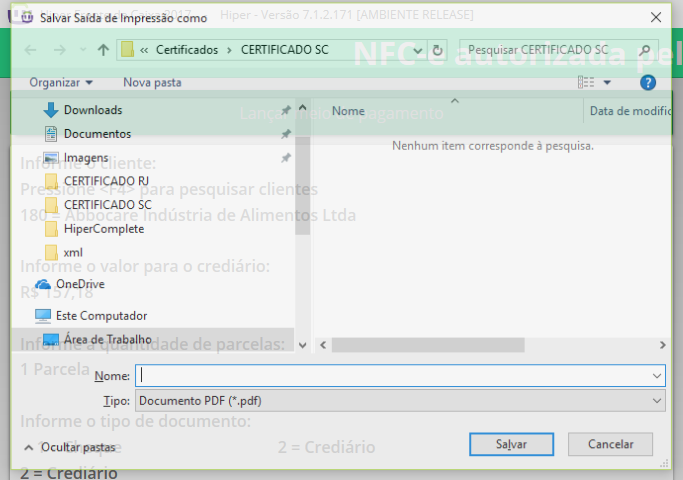 Salvar Saída de Impressão como
Hiper - Versão 7.1.2.171 [AMBIENTE RELEASE]
« Certificados › CERTIFICADO SC
Pesquisar CERTIFICADO SC
NFC-e autorizada pel
Organizar
Nova pasta
Downloads
Documentos
Imagens
CERTIFICADO RJ
CERTIFICADO SC
HiperComplete
xml
OneDrive
Este Computador
Área de Trabalho
Nome
Data de modific
Nenhum item corresponde à pesquisa.
pagamento
Informe o cliente:
Pressione <F4> para pesquisar clientes
180 = Abbocare Indústria de Alimentos Ltda
Informe o valor para o crediário:
R$ 157,18
Informe a quantidade de parcelas:
1 Parcela
Nome:
Tipo: Documento PDF (*.pdf)
Informe o tipo de documento:
2 = Crediário
Ocultar pastas
Salvar
Cancelar
2 = Crediário